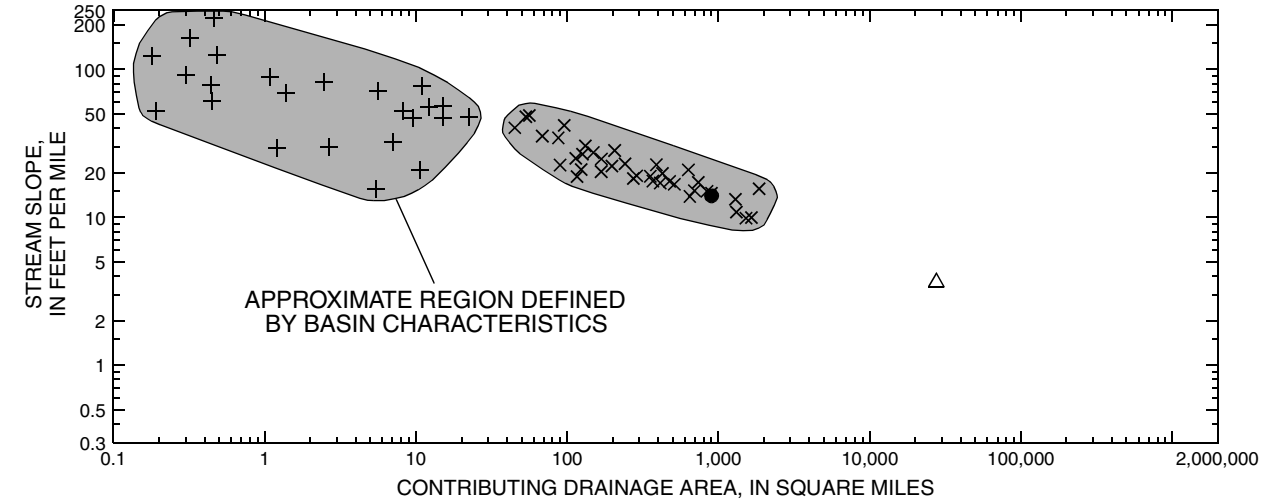 250
200
100
50
20
10
5
2
1
0.5
0.3
STREAM SLOPE,
IN FEET PER MILE
APPROXIMATE REGION DEFINED
BY BASIN CHARACTERISTICS
0.1 1 10 100 1,000 10,000 100,000 2,000,000
CONTRIBUTING DRAINAGE AREA, IN SQUARE MILES